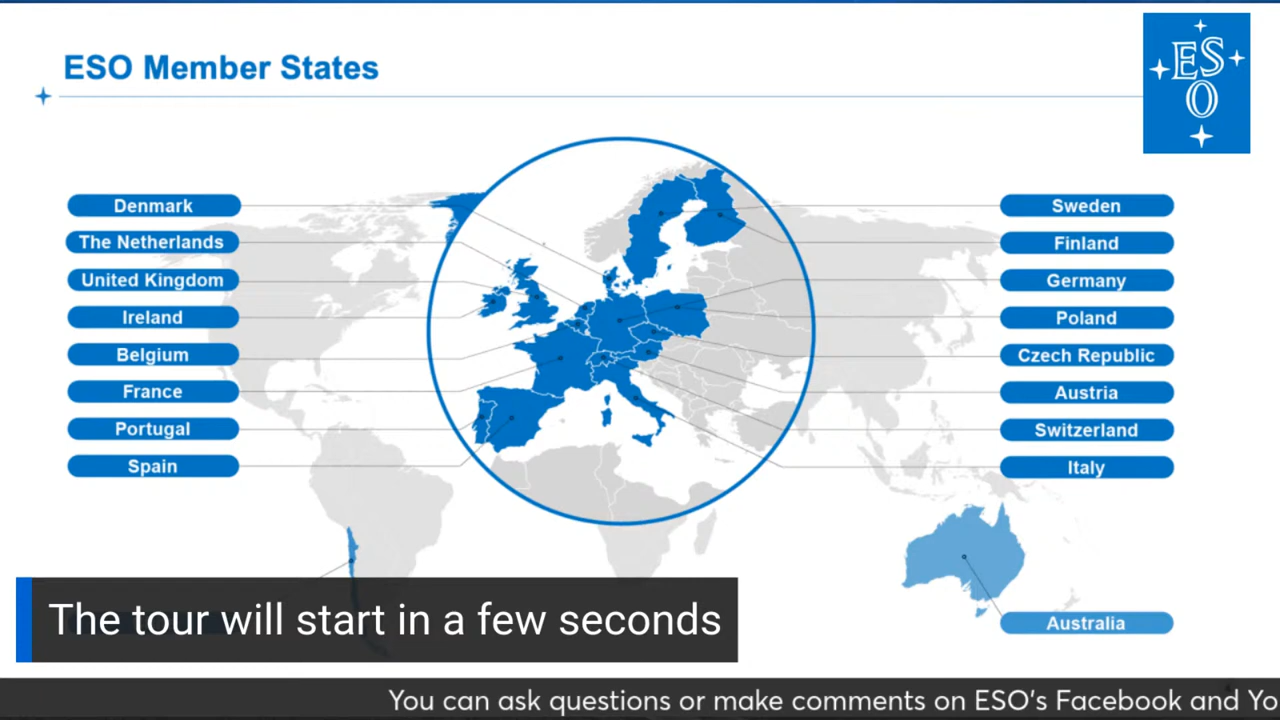 ESO Member States
ES
O
Denmark
The Netherlands
United Kingdom
Ireland
Belgium
France
Portugal
Spain
Sweden
Finland
Germany
Poland
Czech Republic
Austria
Switzerland
Italy
Australia
The tour will start in a few seconds
You can ask questions or make comments on ESO's Facebook and Yo